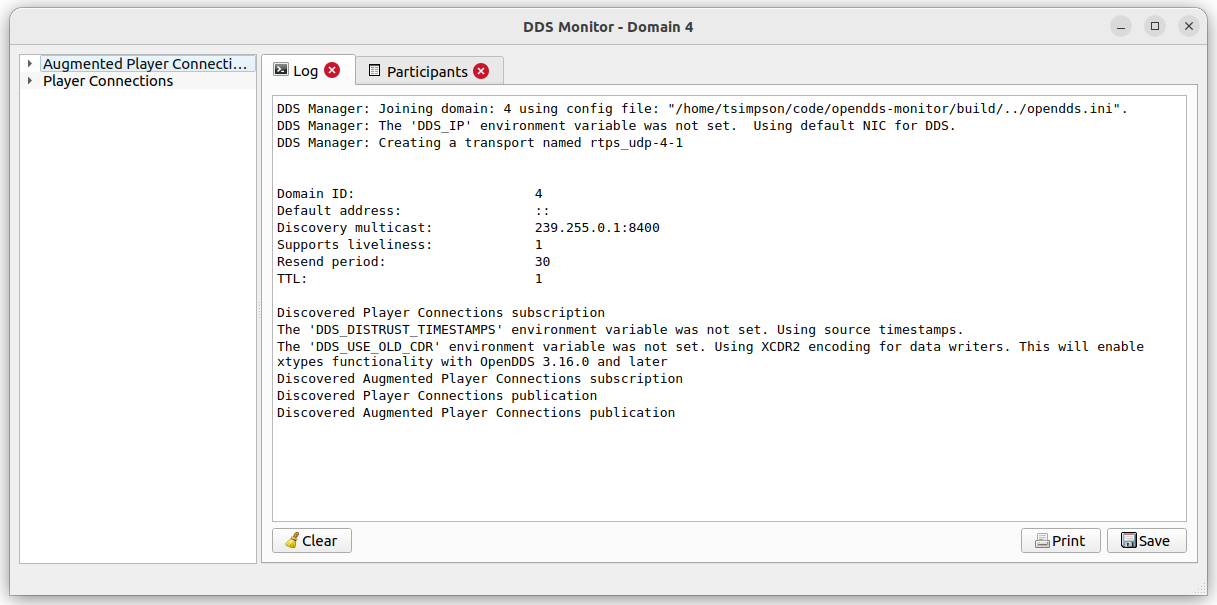 DDS Monitor - Domain 4
Augmented Player Connecti...
Player Connections
Log
Participants
DDS Manager: Joining domain: 4 using config file: "/home/tsimpson/code/opendds-monitor/build/../opendds.ini".
DDS Manager: The 'DDS_IP' environment variable was not set.  Using default NIC for DDS.
DDS Manager: Creating a transport named rtps_udp-4-1
Domain ID: 4
Default address: ::
Discovery multicast: 239.255.0.1:8400
Supports liveliness: 1
Resend period: 30
TTL: 1
Discovered Player Connections subscription
The 'DDS_DISTRUST_TIMESTAMPS' environment variable was not set. Using source timestamps.
The 'DDS_USE_OLD_CDR' environment variable was not set. Using XCDR2 encoding for data writers. This will enable
xtypes functionality with OpenDDS 3.16.0 and later
Discovered Augmented Player Connections subscription
Discovered Player Connections publication
Discovered Augmented Player Connections publication
Clear
Print
Save